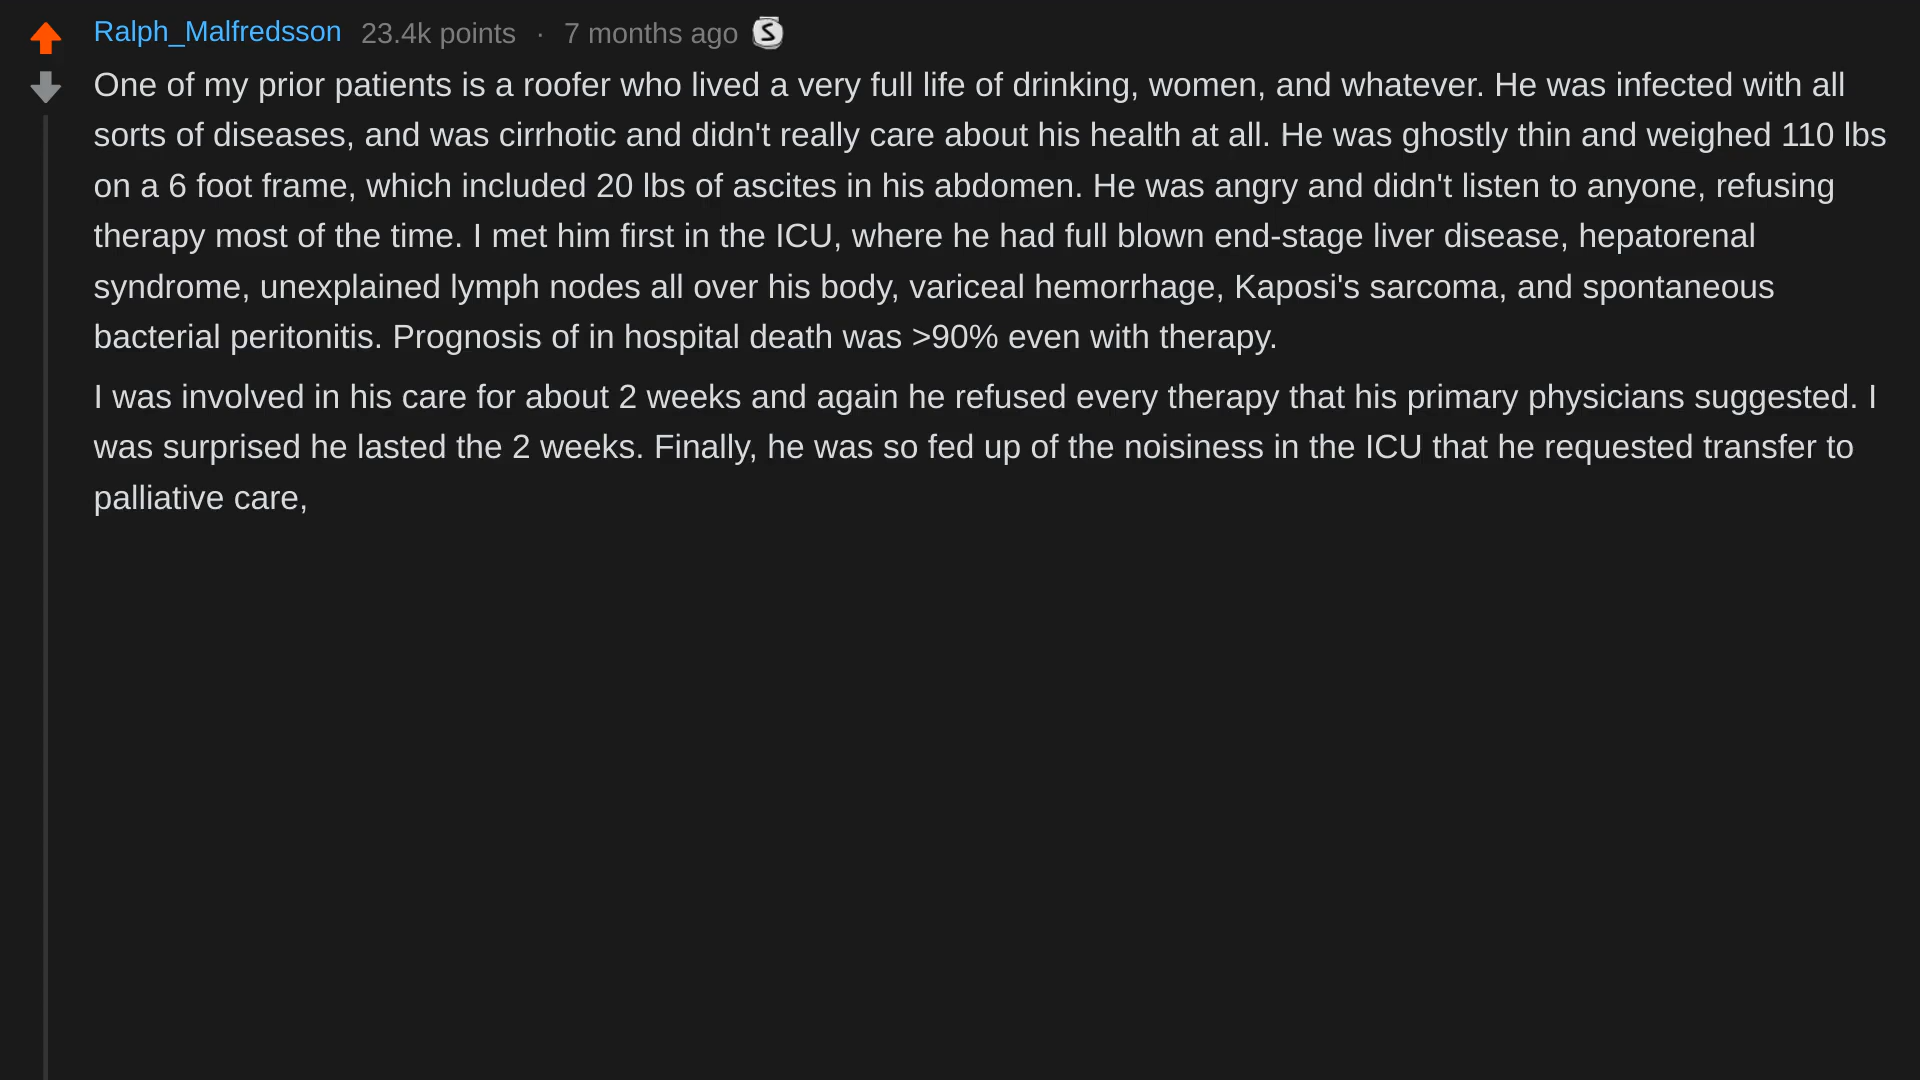 Ralph_Malfredsson 23.4k points · 7 months ago S
One of my prior patients is a roofer who lived a very full life of drinking, women, and whatever. He was infected with all
sorts of diseases, and was cirrhotic and didn't really care about his health at all. He was ghostly thin and weighed 110 lbs
on a 6 foot frame, which included 20 lbs of ascites in his abdomen. He was angry and didn't listen to anyone, refusing
therapy most of the time. I met him first in the ICU, where he had full blown end-stage liver disease, hepatorenal
syndrome, unexplained lymph nodes all over his body, variceal hemorrhage, Kaposi's sarcoma, and spontaneous
bacterial peritonitis. Prognosis of in hospital death was >90% even with therapy.
I was involved in his care for about 2 weeks and again he refused every therapy that his primary physicians suggested. I
was surprised he lasted the 2 weeks. Finally, he was so fed up of the noisiness in the ICU that he requested transfer to
palliative care,